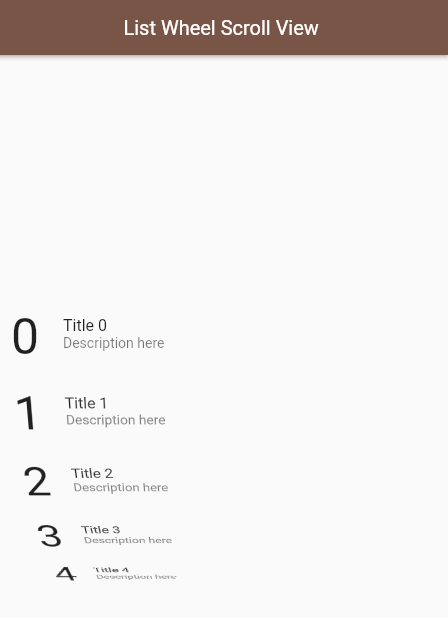 List Wheel Scroll View
0
Title 0
Description here
1
Title 1
Description here
2
Title 2
Description here
3
Title 3
Description here
4
Title 4
Description here